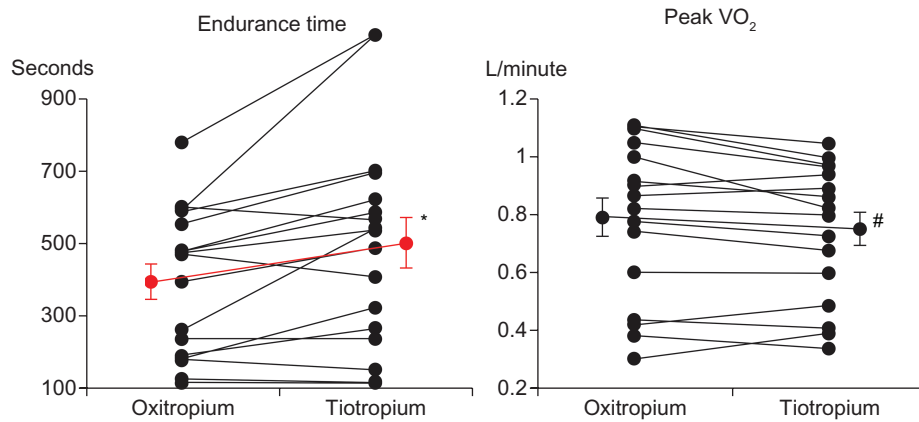 Endurance time
Seconds
900
700
500
300
100
*
Oxitropium Tiotropium
Peak VO₂
L/minute
1.2
1
0.8
0.6
0.4
0.2
#
Oxitropium Tiotropium